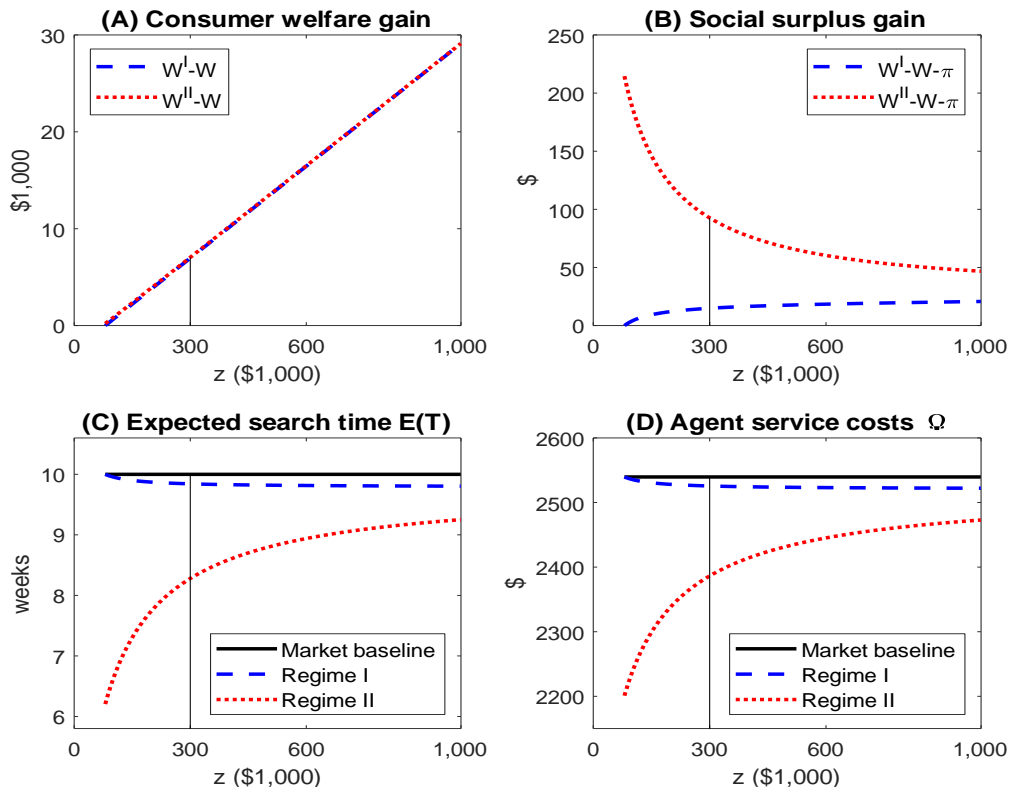 (A) Consumer welfare gain
30
20
10
0
$1,000
W^I-W
W^II-W
0 300 600 1,000
z ($1,000)
(B) Social surplus gain
250
200
150
100
50
0
$
W^I-W-π
W^II-W-π
0 300 600 1,000
z ($1,000)
(C) Expected search time E(T)
10
9
8
7
6
weeks
Market baseline
Regime I
Regime II
0 300 600 1,000
z ($1,000)
(D) Agent service costs Ω
2600
2500
2400
2300
2200
$
Market baseline
Regime I
Regime II
0 300 600 1,000
z ($1,000)